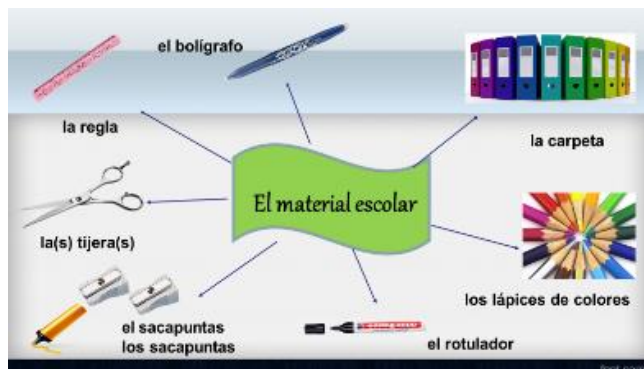 el bolígrafo
la regla
la carpeta
El material escolar
la(s) tijera(s)
los lápices de colores
el sacapuntas
los sacapuntas
el rotulador